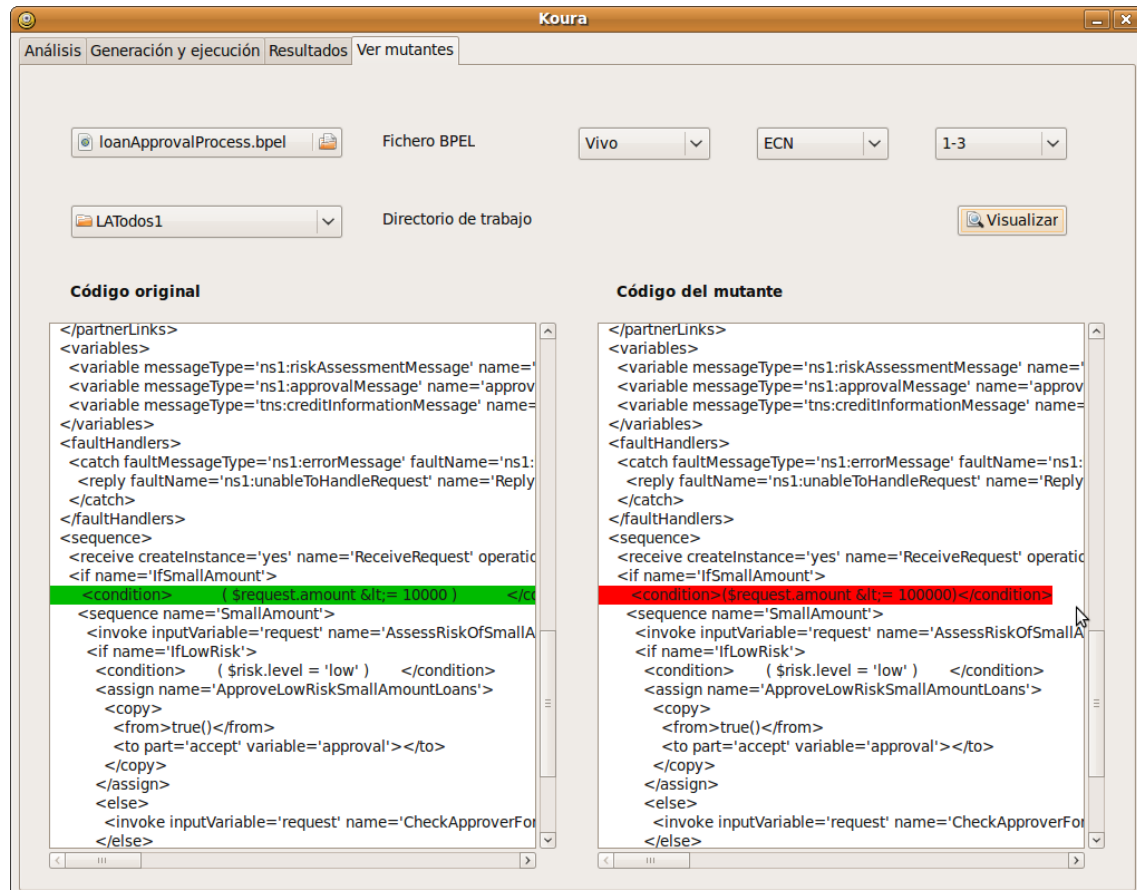 Koura
Análisis Generación y ejecución Resultados Ver mutantes
loanApprovalProcess.bpel Fichero BPEL Vivo ECN 1-3
LATodos1 Directorio de trabajo Visualizar
Código original
</partnerLinks>
<variables>
<variable messageType='ns1:riskAssessmentMessage' name='
<variable messageType='ns1:approvalMessage' name='approv
<variable messageType='tns:creditInformationMessage' name=
</variables>
<faultHandlers>
<catch faultMessageType='ns1:errorMessage' faultName='ns1:
<reply faultName='ns1:unableToHandleRequest' name='Reply
</catch>
</faultHandlers>
<sequence>
<receive createInstance='yes' name='ReceiveRequest' operatio
<if name='IfSmallAmount'>
<condition> ( $request.amount &lt;= 10000 ) </co
<sequence name='SmallAmount'>
<invoke inputVariable='request' name='AssessRiskOfSmallA
<if name='IfLowRisk'>
<condition> ( $risk.level = 'low' ) </condition>
<assign name='ApproveLowRiskSmallAmountLoans'>
<copy>
<from>true()</from>
<to part='accept' variable='approval'></to>
</copy>
</assign>
<else>
<invoke inputVariable='request' name='CheckApproverFor
</else>
Código del mutante
</partnerLinks>
<variables>
<variable messageType='ns1:riskAssessmentMessage' name='
<variable messageType='ns1:approvalMessage' name='approv
<variable messageType='tns:creditInformationMessage' name=
</variables>
<faultHandlers>
<catch faultMessageType='ns1:errorMessage' faultName='ns1:
<reply faultName='ns1:unableToHandleRequest' name='Reply
</catch>
</faultHandlers>
<sequence>
<receive createInstance='yes' name='ReceiveRequest' operatio
<if name='IfSmallAmount'>
<condition>($request.amount &lt;= 100000)</condition>
<sequence name='SmallAmount'>
<invoke inputVariable='request' name='AssessRiskOfSmallA
<if name='IfLowRisk'>
<condition> ( $risk.level = 'low' ) </condition>
<assign name='ApproveLowRiskSmallAmountLoans'>
<copy>
<from>true()</from>
<to part='accept' variable='approval'></to>
</copy>
</assign>
<else>
<invoke inputVariable='request' name='CheckApproverFor
</else>